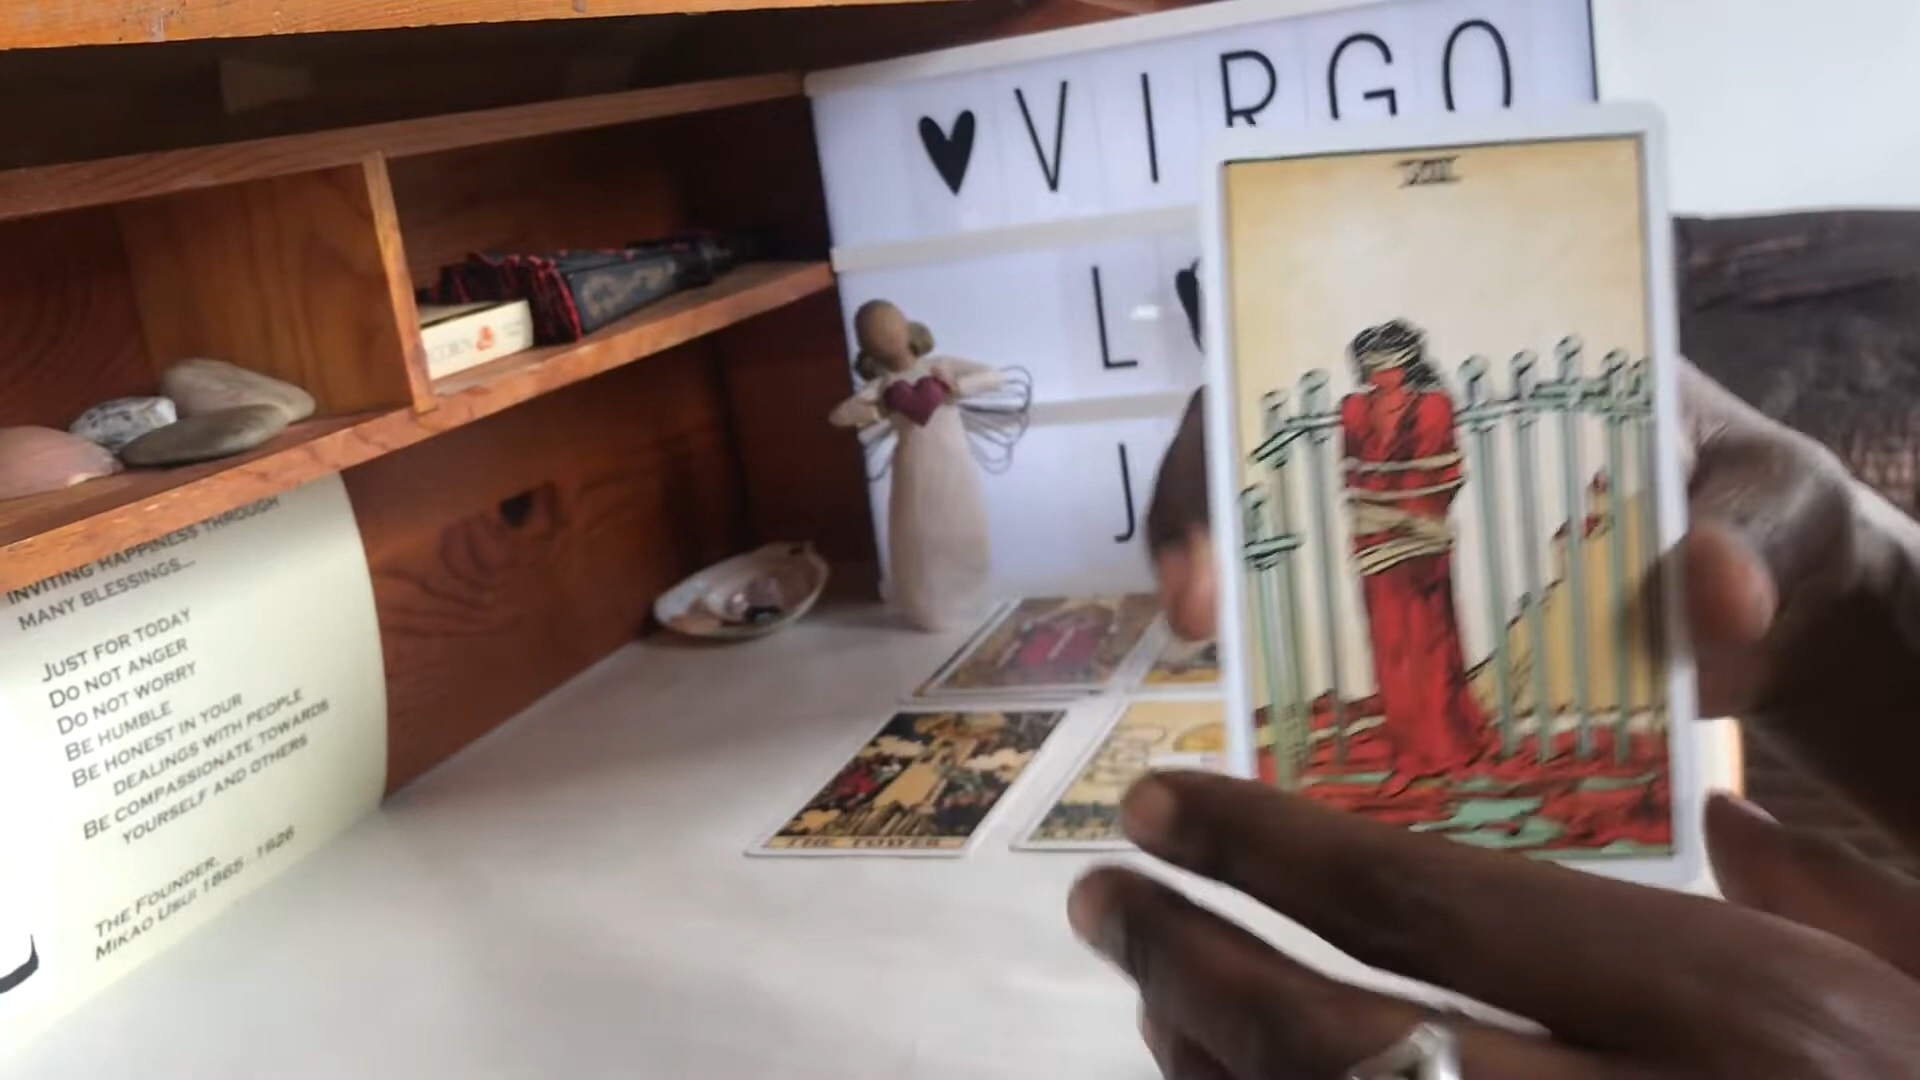 ♥ VIRGO
L
J
VIII
INVITING HAPPINESS THROUGH
MANY BLESSINGS...
JUST FOR TODAY
DO NOT ANGER
DO NOT WORRY
BE HUMBLE
BE HONEST IN YOUR
DEALINGS WITH PEOPLE
BE COMPASSIONATE TOWARDS
YOURSELF AND OTHERS
THE FOUNDER,
MIKAO USUI 1865 - 1926
THE TOWER